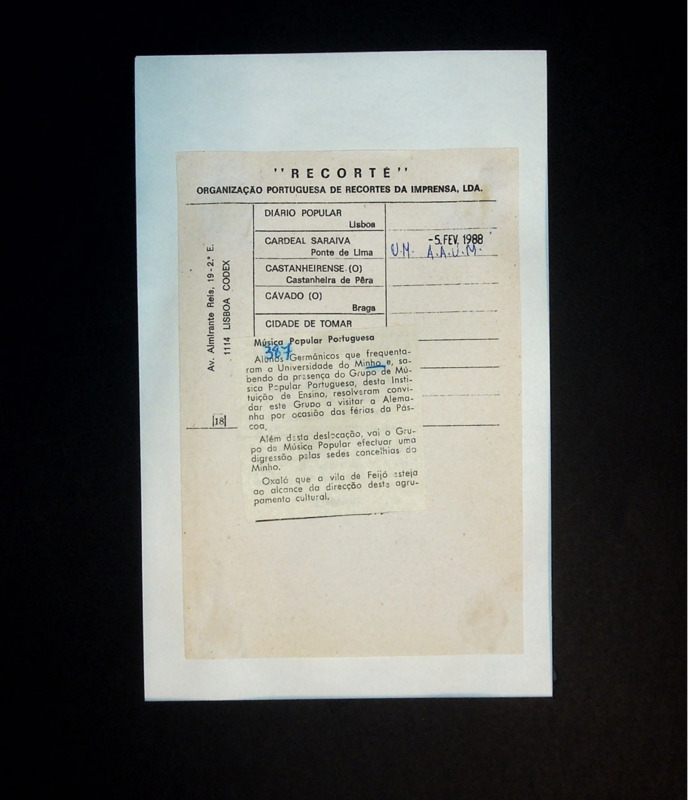 "RECORTE"
ORGANIZAÇÃO PORTUGUESA DE RECORTES DA IMPRENSA, LDA.
Av. Almirante Reis, 19-2.º E.
1114 LISBOA CODEX
[18]
DIÁRIO POPULAR
Lisboa
CARDEAL SARAIVA
Ponte de Lima
-5. FEV. 1988
U.M. A.A.U.M.
CASTANHEIRENSE (O)
Castanheira de Pêra
CÁVADO (O)
Braga
CIDADE DE TOMAR
Música Popular Portuguesa
387
Alunos Germânicos que frequenta-
ram a Universidade do Minho e, sa-
bendo da presença do Grupo de Mú-
sica Popular Portuguesa, desta Insti-
tuição de Ensino, resolveram convi-
dar este Grupo a visitar a Alema-
nha por ocasião das férias da Pás-
coa.
Além desta deslocação, vai o Gru-
po de Música Popular efectuar uma
digressão pelas sedes concelhias do
Minho.
Oxalá que a vila de Feijó esteja
ao alcance da direcção deste agru-
pamento cultural.